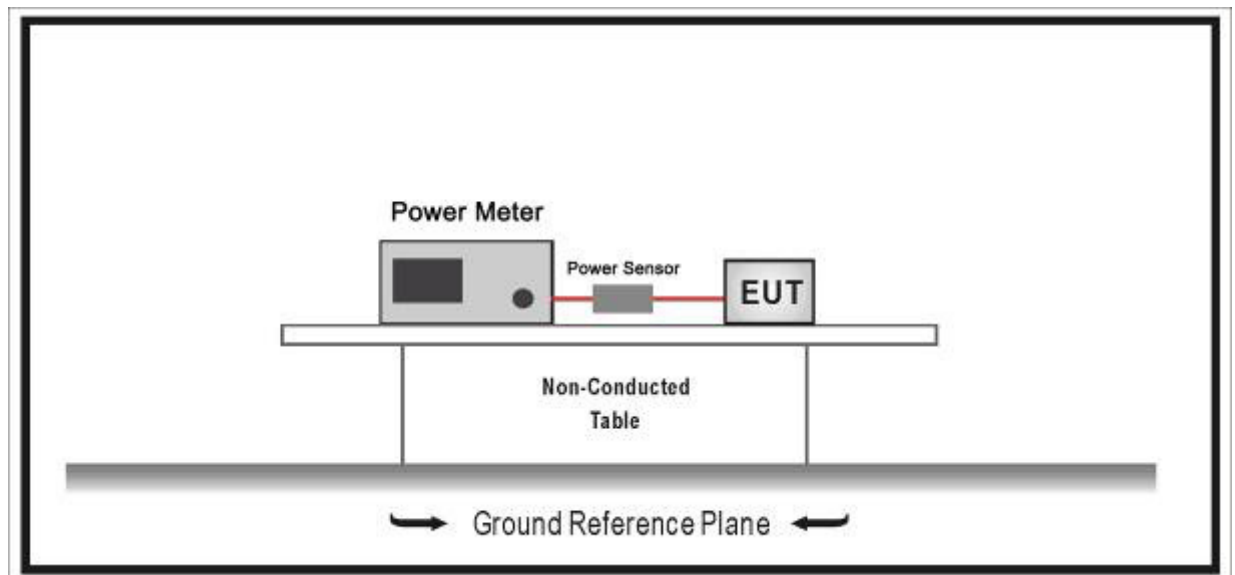 Power Meter
Power Sensor
EUT
Non-Conducted
Table
Ground Reference Plane